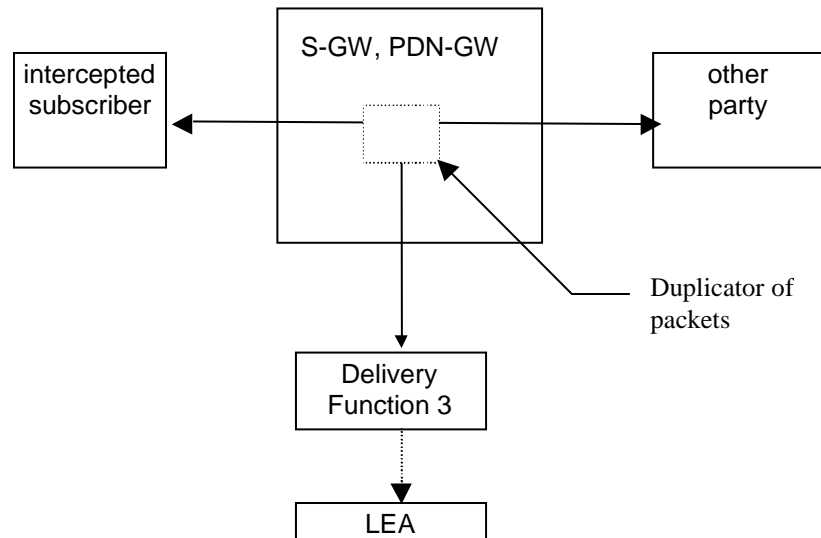 S-GW, PDN-GW
intercepted
subscriber
other
party
Duplicator of
packets
Delivery
Function 3
LEA